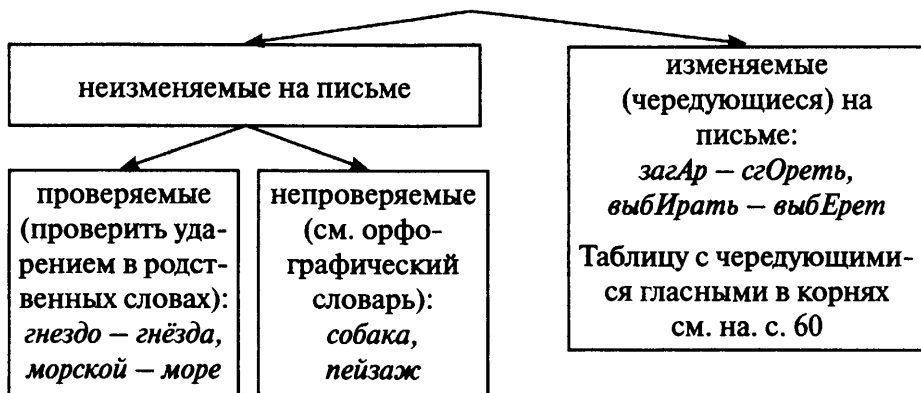 неизменяемые на письме
проверяемые
(проверить уда-
рением в родст-
венных словах):
гнездо – гнёзда,
морской – море
непроверяемые
(см. орфо-
графический
словарь):
собака,
пейзаж
изменяемые
(чередующиеся) на
письме:
загАр – сгОреть,
выбИрать – выбЕрет
Таблицу с чередующими-
ся гласными в корнях
см. на. с. 60